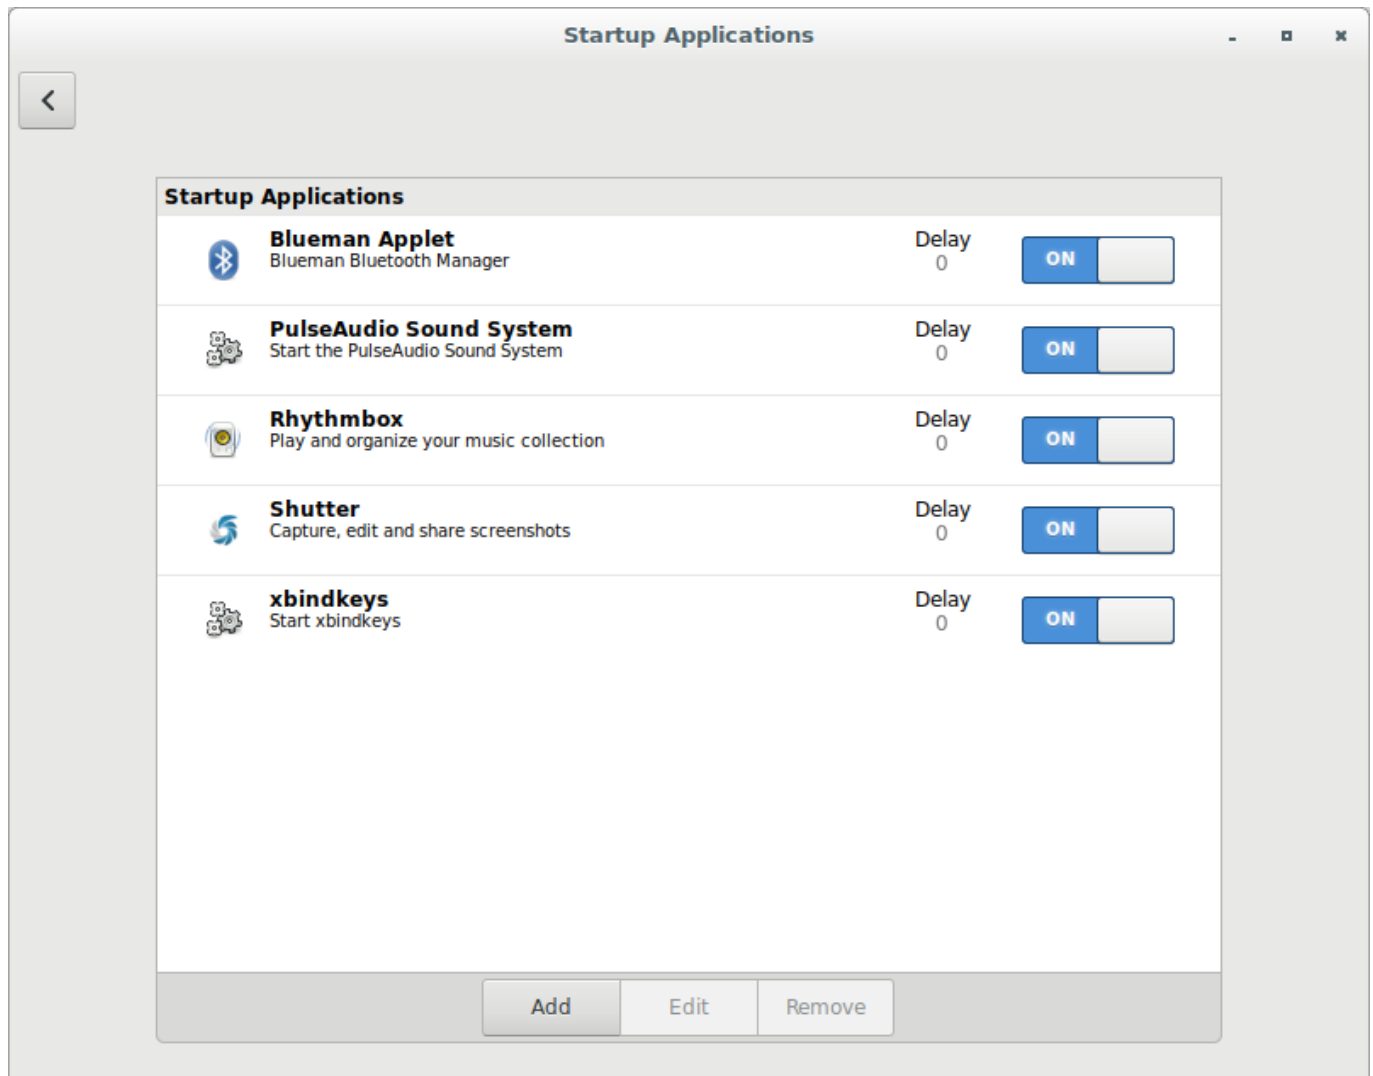 Startup Applications
Startup Applications
Blueman Applet
Blueman Bluetooth Manager
Delay
0
ON
PulseAudio Sound System
Start the PulseAudio Sound System
Delay
0
ON
Rhythmbox
Play and organize your music collection
Delay
0
ON
Shutter
Capture, edit and share screenshots
Delay
0
ON
xbindkeys
Start xbindkeys
Delay
0
ON
Add
Edit
Remove